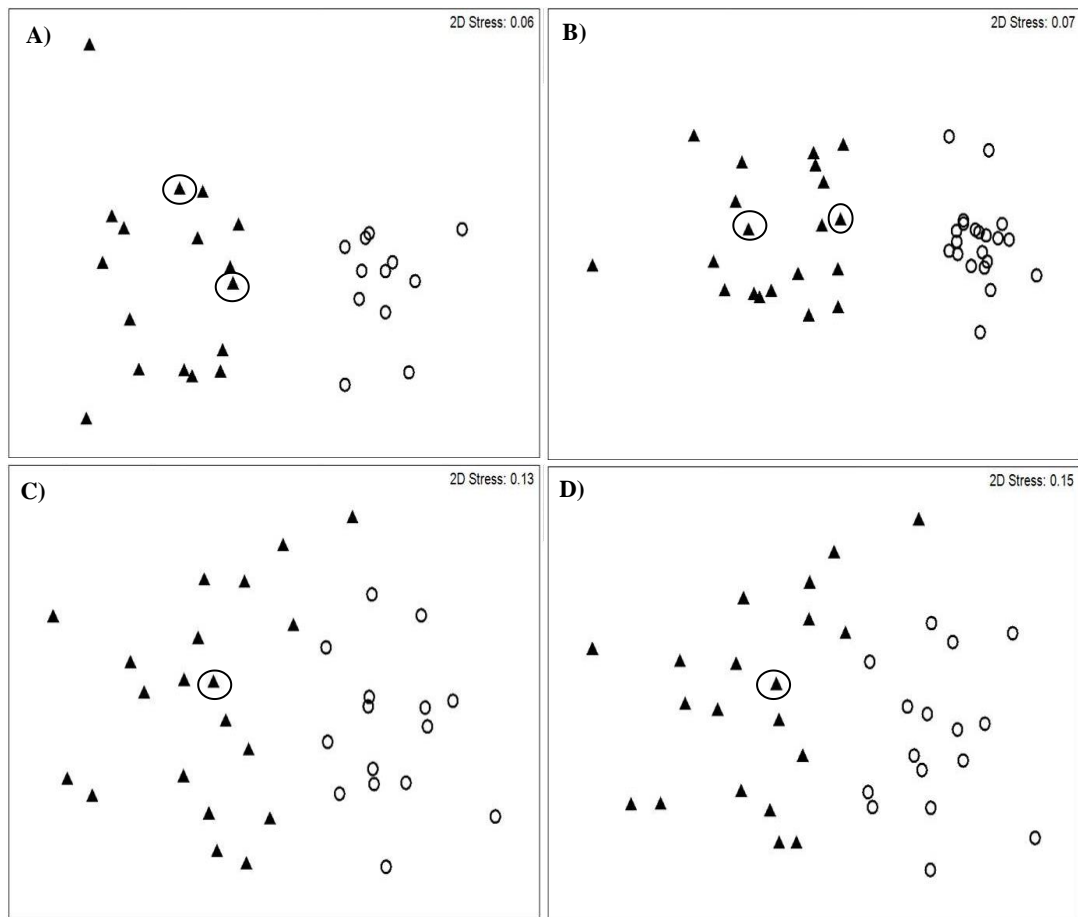 A)
2D Stress: 0.06
B)
2D Stress: 0.07
C)
2D Stress: 0.13
D)
2D Stress: 0.15